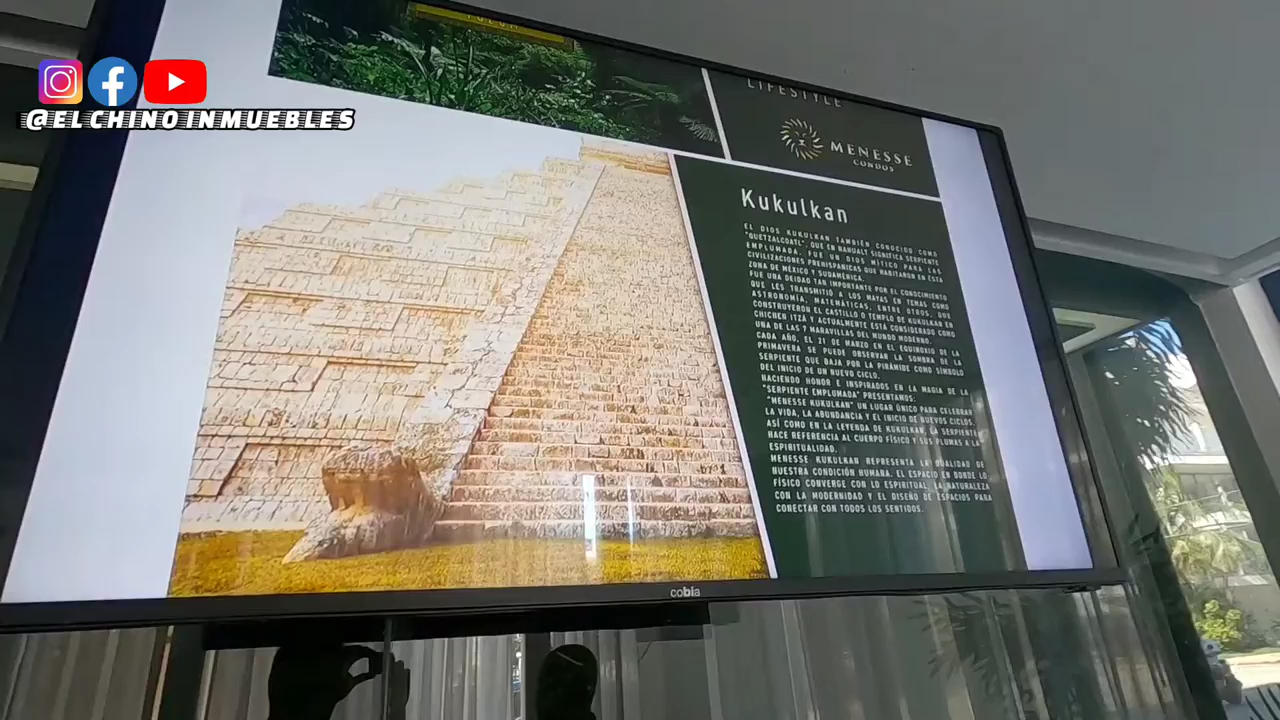 @EL CHINO INMUEBLES
TULUM
LIFESTYLE
MENESSE
CONDOS
Kukulkan
EL DIOS KUKULKAN TAMBIÉN CONOCIDO COMO
"QUETZALCOATL", QUE EN NAHUALT SIGNIFICA SERPIENTE
EMPLUMADA, FUE UN DIOS MÍTICO PARA LAS
CIVILIZACIONES PREHISPÁNICAS QUE HABITARON EN ESTA
ZONA DE MÉXICO Y SUDAMÉRICA.
FUE UNA DEIDAD TAN IMPORTANTE POR EL CONOCIMIENTO
QUE LES TRANSMITIÓ A LOS MAYAS EN TEMAS COMO
ASTRONOMÍA, MATEMÁTICAS, ENTRE OTROS, QUE
CONSTRUYERON EL CASTILLO O TEMPLO DE KUKULKAN EN
CHICHEN ITZÁ Y ACTUALMENTE ESTÁ CONSIDERADO COMO
UNA DE LAS 7 MARAVILLAS DEL MUNDO MODERNO.
CADA AÑO, EL 21 DE MARZO EN EL EQUINOCCIO DE LA
PRIMAVERA SE PUEDE OBSERVAR LA SOMBRA DE LA
SERPIENTE QUE BAJA POR LA PIRÁMIDE COMO SÍMBOLO
DEL INICIO DE UN NUEVO CICLO.
HACIENDO HONOR E INSPIRADOS EN LA MAGIA DE LA
"SERPIENTE EMPLUMADA" PRESENTAMOS:
"MENESSE KUKULKAN" UN LUGAR ÚNICO PARA CELEBRAR
LA VIDA, LA ABUNDANCIA Y EL INICIO DE NUEVOS CICLOS.
ASÍ COMO EN LA LEYENDA DE KUKULKAN LA SERPIENTE
HACE REFERENCIA AL CUERPO FÍSICO Y SUS PLUMAS A LA
ESPIRITUALIDAD.
MENESSE KUKULKAN REPRESENTA LA DUALIDAD DE
NUESTRA CONDICIÓN HUMANA. EL ESPACIO EN DONDE LO
FÍSICO CONVERGE CON LO ESPIRITUAL, LA NATURALEZA
CON LA MODERNIDAD Y EL DISEÑO DE ESPACIOS PARA
CONECTAR CON TODOS LOS SENTIDOS.
cobia